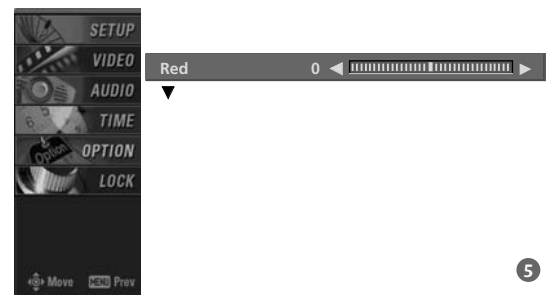 SETUP
VIDEO
AUDIO
TIME
OPTION
LOCK
Move MENU Prev
Red 0
5